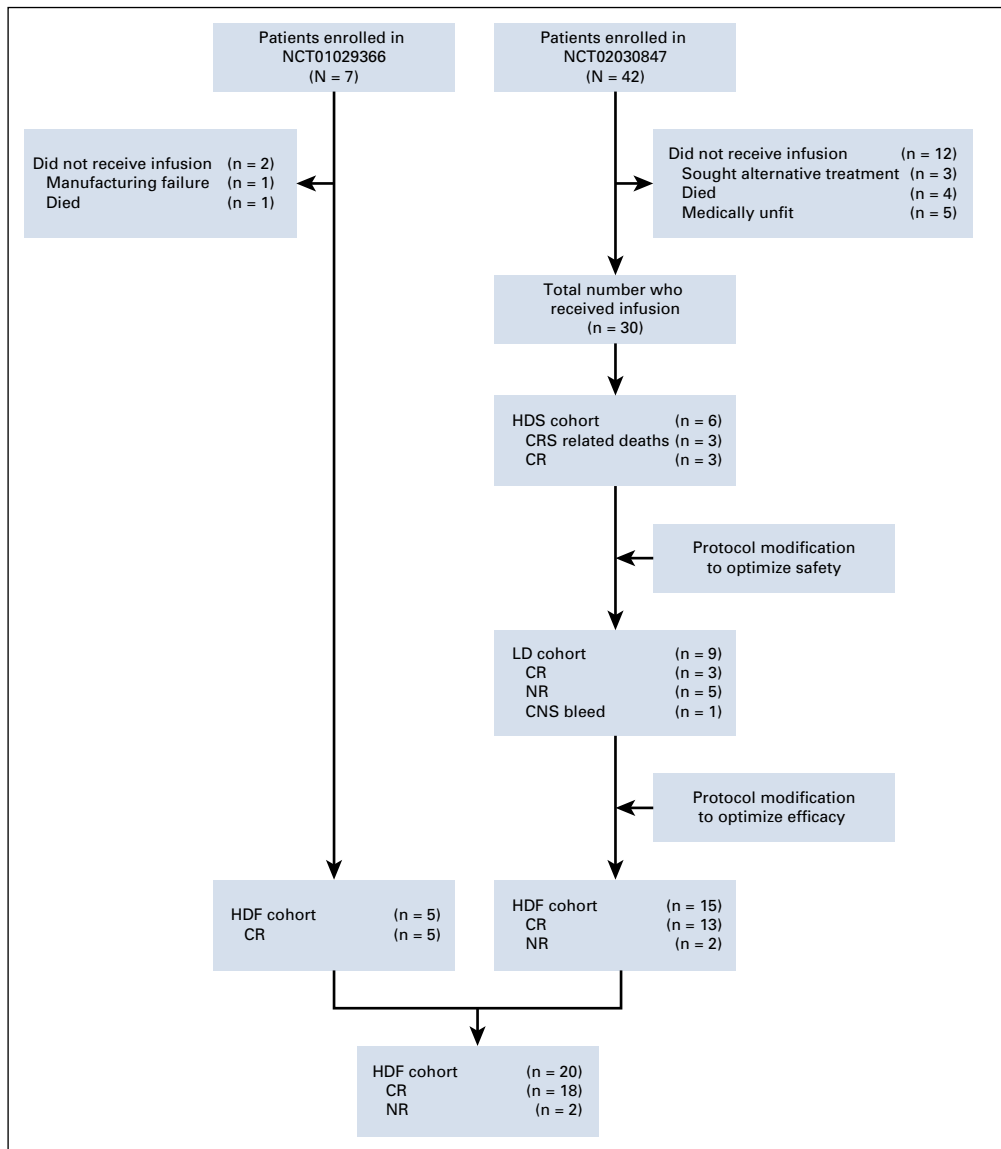 Patients enrolled in
NCT01029366
(N = 7)
Patients enrolled in
NCT02030847
(N = 42)
Did not receive infusion (n = 2)
Manufacturing failure (n = 1)
Died (n = 1)
Did not receive infusion (n = 12)
Sought alternative treatment (n = 3)
Died (n = 4)
Medically unfit (n = 5)
Total number who
received infusion
(n = 30)
HDS cohort (n = 6)
CRS related deaths (n = 3)
CR (n = 3)
Protocol modification
to optimize safety
LD cohort (n = 9)
CR (n = 3)
NR (n = 5)
CNS bleed (n = 1)
Protocol modification
to optimize efficacy
HDF cohort (n = 5)
CR (n = 5)
HDF cohort (n = 15)
CR (n = 13)
NR (n = 2)
HDF cohort (n = 20)
CR (n = 18)
NR (n = 2)